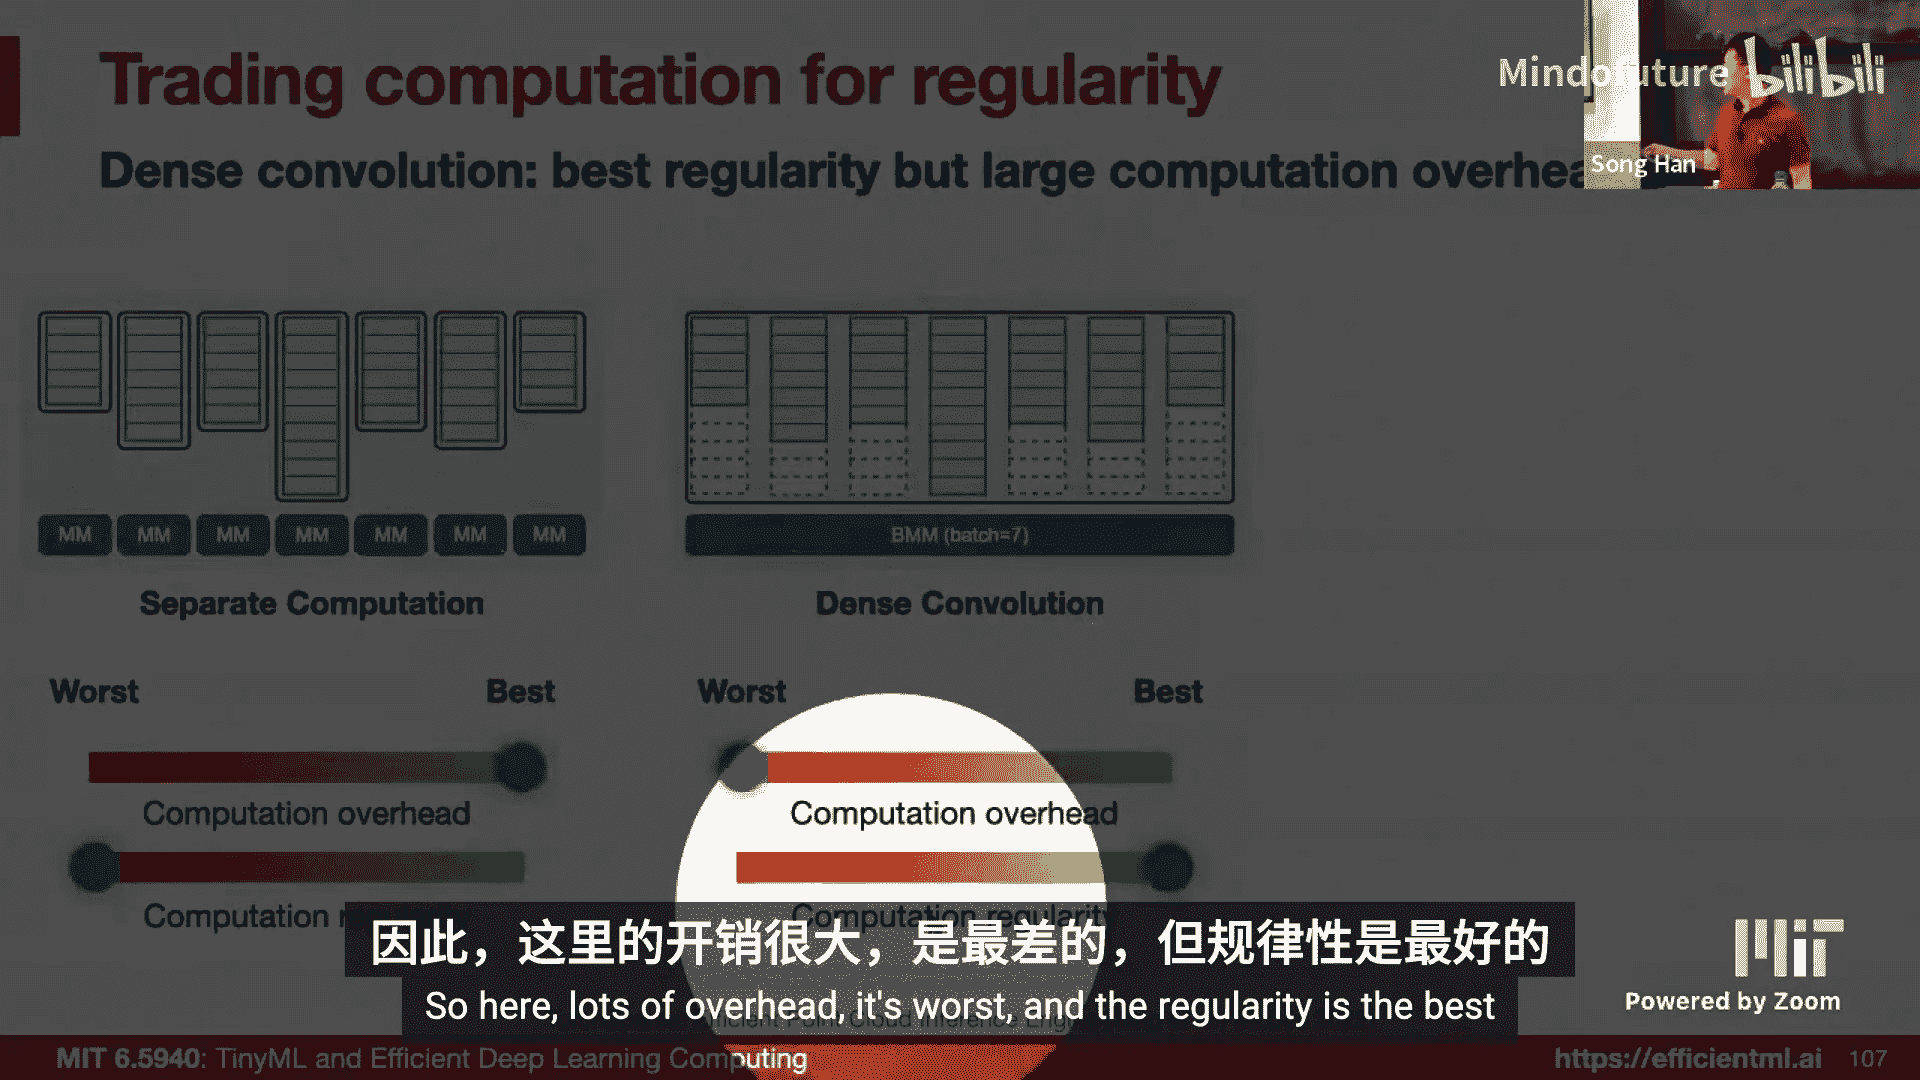 Trading computation for regularity
Dense convolution: best regularity but large computation
Mindofuture bilibili
Song Han
MM MM MM MM MM MM MM
BMM (batch=7)
Separate Computation
Dense Convolution
Worst Best
Worst Best
Computation overhead
Computation overhead
Computation
Computation regularity
因此，这里的开销很大，是最差的，但规律性是最好的
So here, lots of overhead, it's worst, and the regularity is the best
MIT
Powered by Zoom
MIT 6.5940: TinyML and Efficient Deep Learning Computing
https://efficientml.ai 107